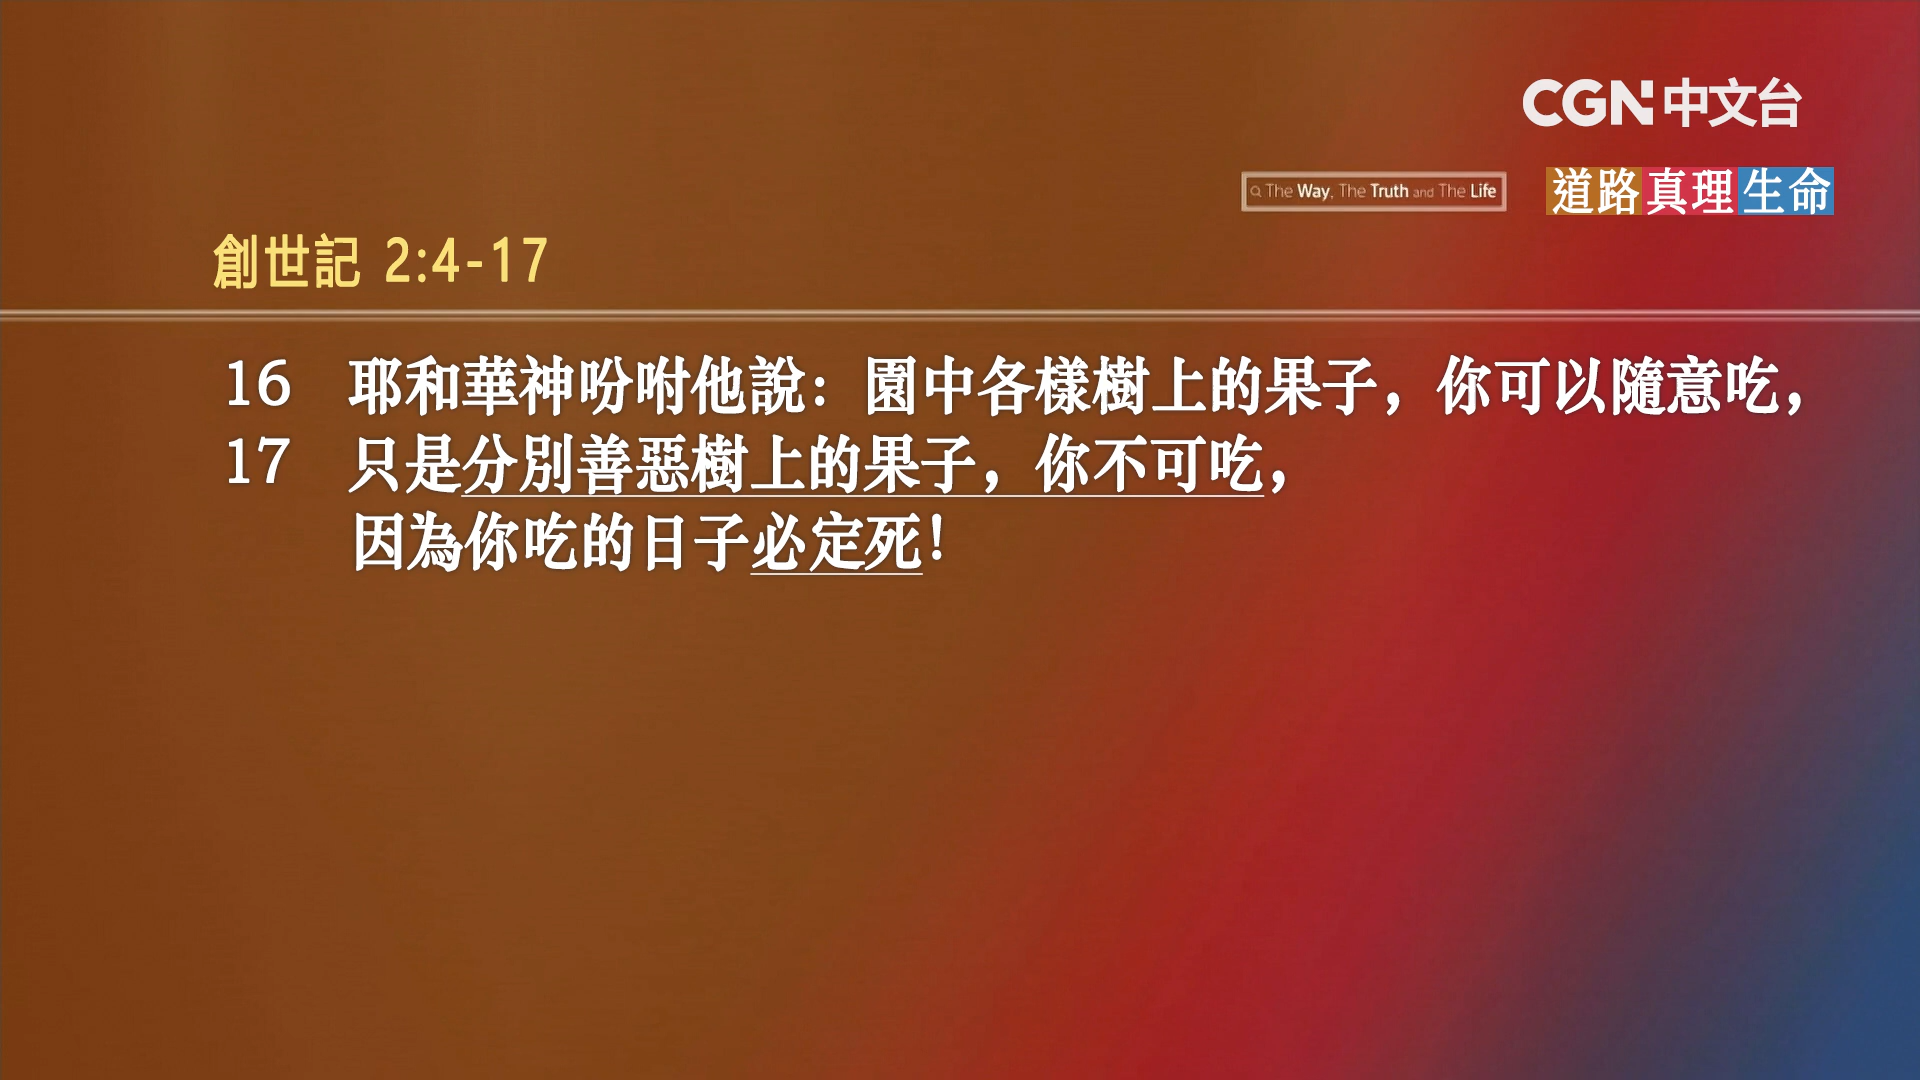 CGN 中文台
The Way, The Truth and The Life
道路真理生命
創世記 2:4-17
16 耶和華神吩咐他說：園中各樣樹上的果子，你可以隨意吃，
17 只是分別善惡樹上的果子，你不可吃，
因為你吃的日子必定死！